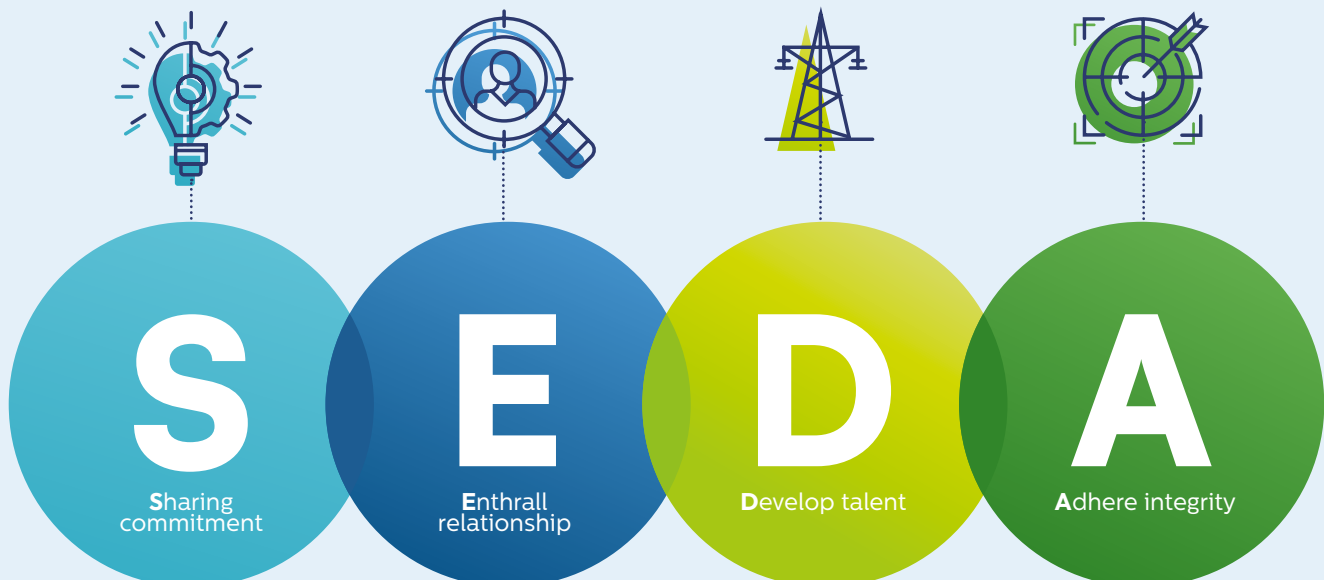 S
E
D
A
Sharing
commitment
Enthrall
relationship
Develop talent
Adhere integrity